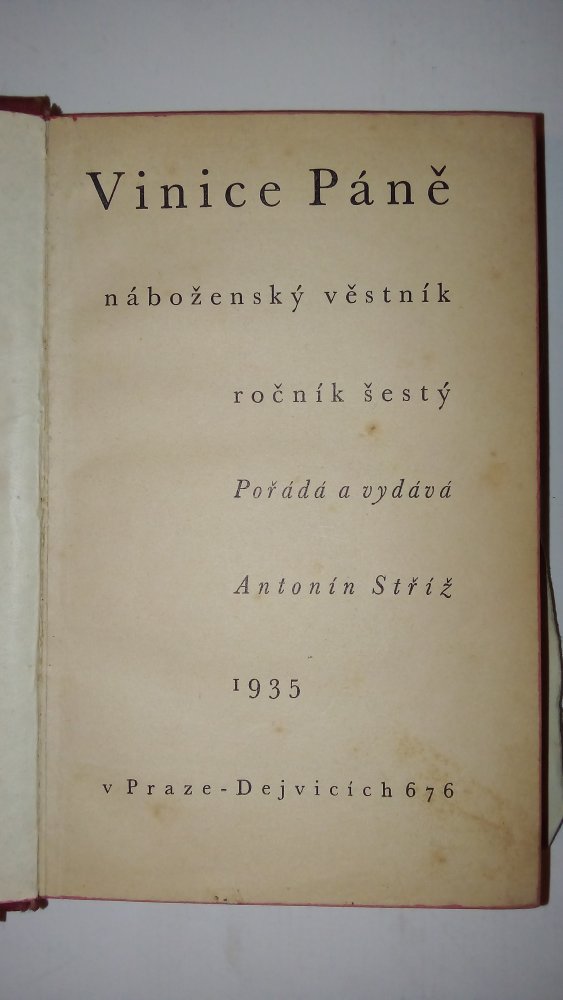 Vinice Páně
náboženský věstník
ročník šestý
Pořádá a vydává
Antonín Stříž
1935
v Praze-Dejvicích 676